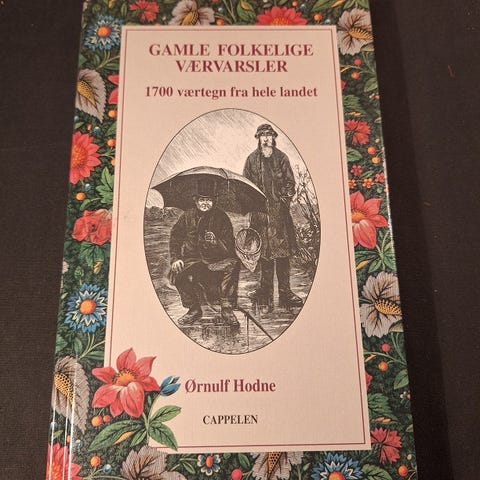 GAMLE FOLKELIGE
VÆRVARSLER
1700 værtegn fra hele landet
Ørnulf Hodne
CAPPELEN